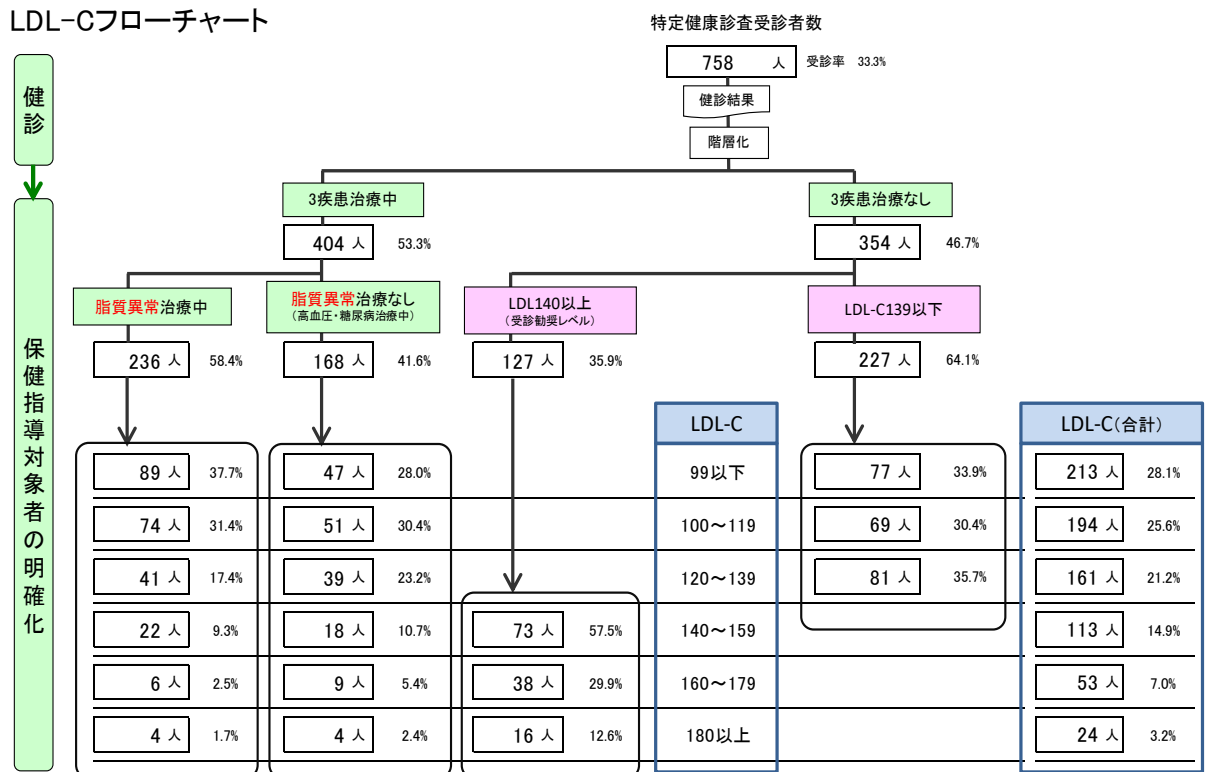 LDL-Cフローチャート
特定健康診査受診者数
758 人 受診率 33.3%
健診結果
階層化
健診
3疾患治療中
3疾患治療なし
404 人 53.3%
354 人 46.7%
脂質異常治療中
脂質異常治療なし
(高血圧・糖尿病治療中)
LDL140以上
(受診勧奨レベル)
LDL-C139以下
236 人 58.4%
168 人 41.6%
127 人 35.9%
227 人 64.1%
保健指導対象者の明確化
LDL-C
LDL-C(合計)
89 人 37.7% 47 人 28.0% 99以下 77 人 33.9% 213 人 28.1%
74 人 31.4% 51 人 30.4% 100～119 69 人 30.4% 194 人 25.6%
41 人 17.4% 39 人 23.2% 120～139 81 人 35.7% 161 人 21.2%
22 人 9.3% 18 人 10.7% 73 人 57.5% 140～159 113 人 14.9%
6 人 2.5% 9 人 5.4% 38 人 29.9% 160～179 53 人 7.0%
4 人 1.7% 4 人 2.4% 16 人 12.6% 180以上 24 人 3.2%